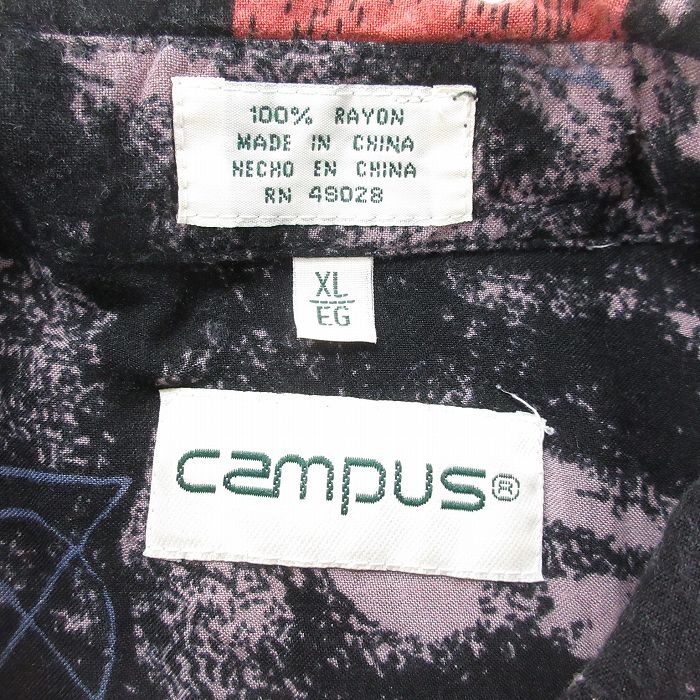 100% RAYON
MADE IN CHINA
HECHO EN CHINA
RN 48028
XL
EG
campus®